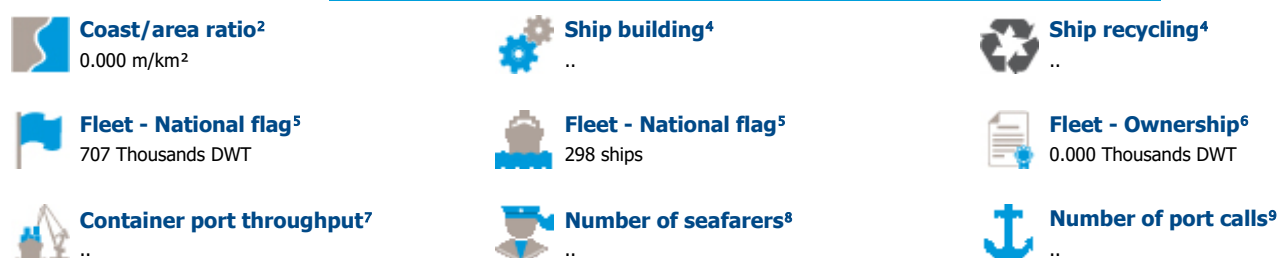 Coast/area ratio²
0.000 m/km²
Ship building⁴
..
Ship recycling⁴
..
Fleet - National flag⁵
707 Thousands DWT
Fleet - National flag⁵
298 ships
Fleet - Ownership⁶
0.000 Thousands DWT
Container port throughput⁷
..
Number of seafarers⁸
..
Number of port calls⁹
..